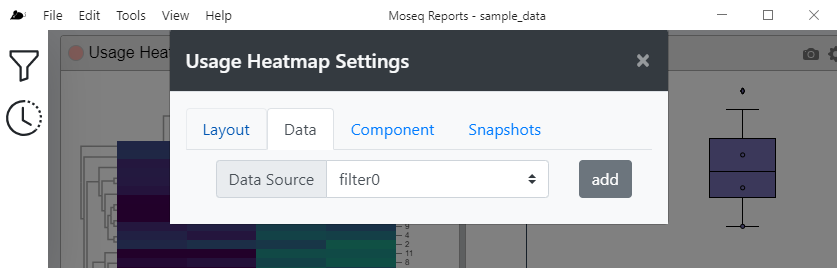 File Edit Tools View Help Moseq Reports - sample_data
Usage Hea
Usage Heatmap Settings
Layout Data Component Snapshots
Data Source filter0 add
9
4
2
11
8